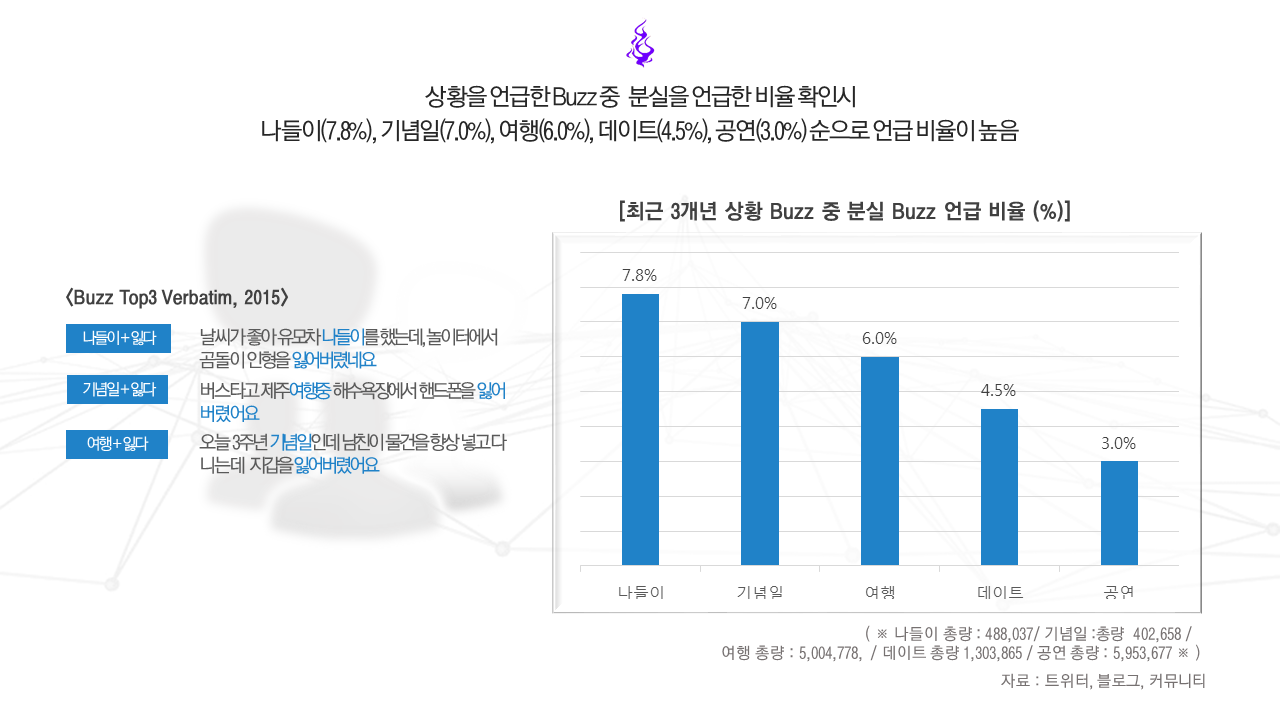 상황을 언급한 Buzz 중 분실을 언급한 비율 확인시
나들이(7.8%), 기념일(7.0%), 여행(6.0%), 데이트(4.5%), 공연(3.0%) 순으로 언급 비율이 높음
<Buzz Top3 Verbatim, 2015>
나들이 + 잃다
날씨가 좋아 유모차 나들이를 했는데, 놀이터에서
곰돌이 인형을 잃어버렸네요
기념일 + 잃다
버스타고 제주여행중 해수욕장에서 핸드폰을 잃어
버렸어요
여행 + 잃다
오늘 3주년 기념일인데 남친이 물건을 항상 넣고 다
니는데 지갑을 잃어버렸어요
[최근 3개년 상황 Buzz 중 분실 Buzz 언급 비율 (%)]
7.8%
7.0%
6.0%
4.5%
3.0%
나들이 기념일 여행 데이트 공연
( ※ 나들이 총량 : 488,037/ 기념일 :총량 402,658 /
여행 총량 : 5,004,778, / 데이트 총량 1,303,865 / 공연 총량 : 5,953,677 ※ )
자료 : 트위터, 블로그, 커뮤니티